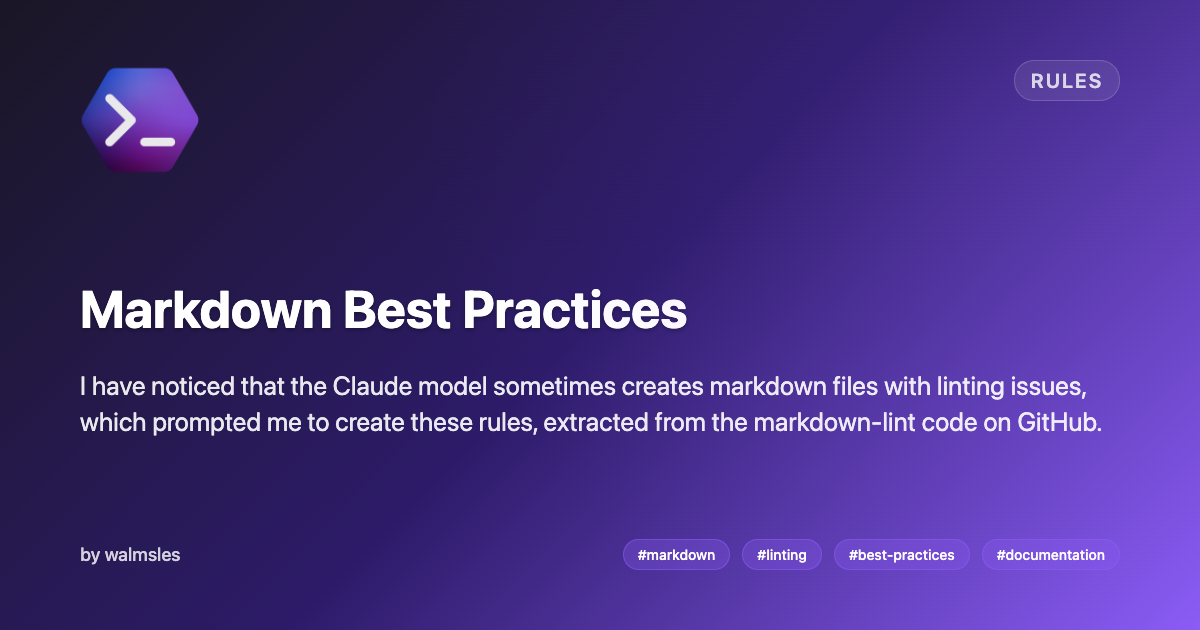 RULES
Markdown Best Practices
I have noticed that the Claude model sometimes creates markdown files with linting issues,
which prompted me to create these rules, extracted from the markdown-lint code on GitHub.
by walmsles
#markdown
#linting
#best-practices
#documentation